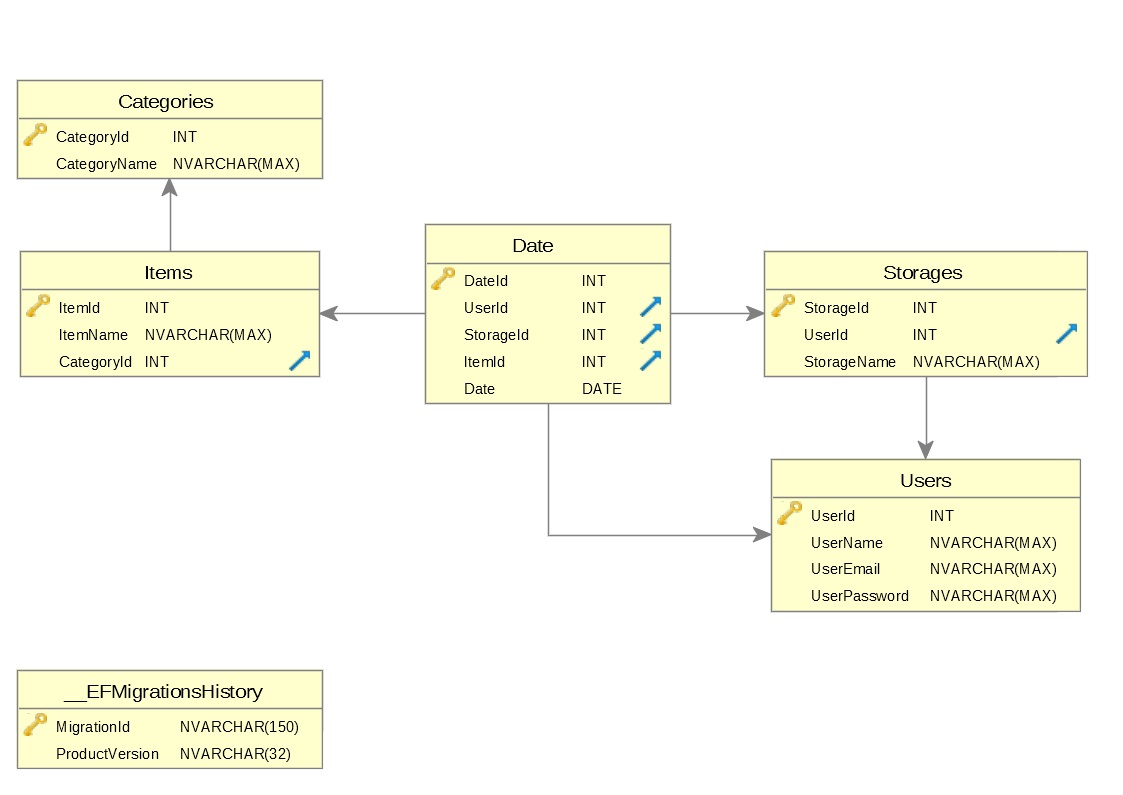 Categories
CategoryId INT
CategoryName NVARCHAR(MAX)
Items
ItemId INT
ItemName NVARCHAR(MAX)
CategoryId INT
Date
DateId INT
UserId INT
StorageId INT
ItemId INT
Date DATE
Storages
StorageId INT
UserId INT
StorageName NVARCHAR(MAX)
Users
UserId INT
UserName NVARCHAR(MAX)
UserEmail NVARCHAR(MAX)
UserPassword NVARCHAR(MAX)
__EFMigrationsHistory
MigrationId NVARCHAR(150)
ProductVersion NVARCHAR(32)